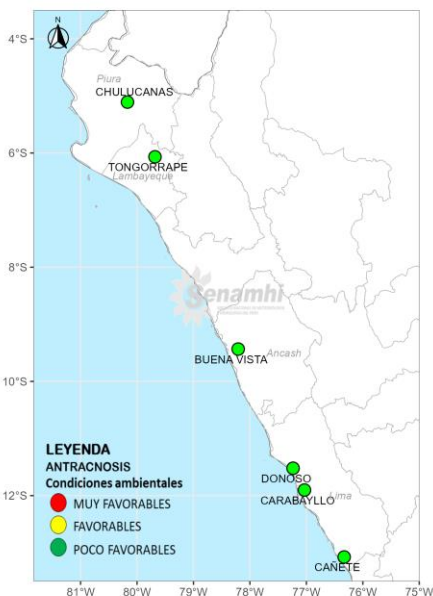 N
4°S
Piura
CHULUCANAS
6°S
TONGORRAPE
Lambayeque
8°S
Senamhi
BUENA VISTA
Ancash
10°S
LEYENDA
ANTRACNOSIS
Condiciones ambientales
MUY FAVORABLES
FAVORABLES
POCO FAVORABLES
DONOSO
12°S
CARABAYLLO
Lima
CAÑETE
81°W
79°W
78°W
77°W
76°W
75°W